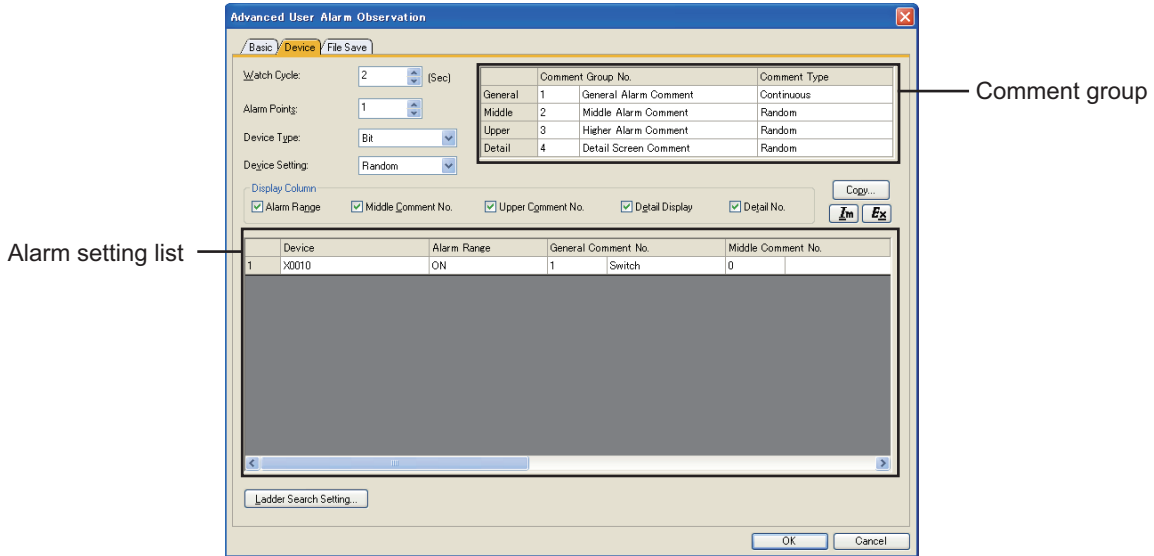 Advanced User Alarm Observation
Basic Device File Save
Watch Cycle: 2 (Sec)
Alarm Points: 1
Device Type: Bit
Device Setting: Random
Comment Group No. Comment Type
General 1 General Alarm Comment Continuous
Middle 2 Middle Alarm Comment Random
Upper 3 Higher Alarm Comment Random
Detail 4 Detail Screen Comment Random
Comment group
Display Column
Alarm Range Middle Comment No. Upper Comment No. Detail Display Detail No.
Copy...
Im Ex
Alarm setting list
Device Alarm Range General Comment No. Middle Comment No.
1 X0010 ON 1 Switch 0
Ladder Search Setting...
OK Cancel